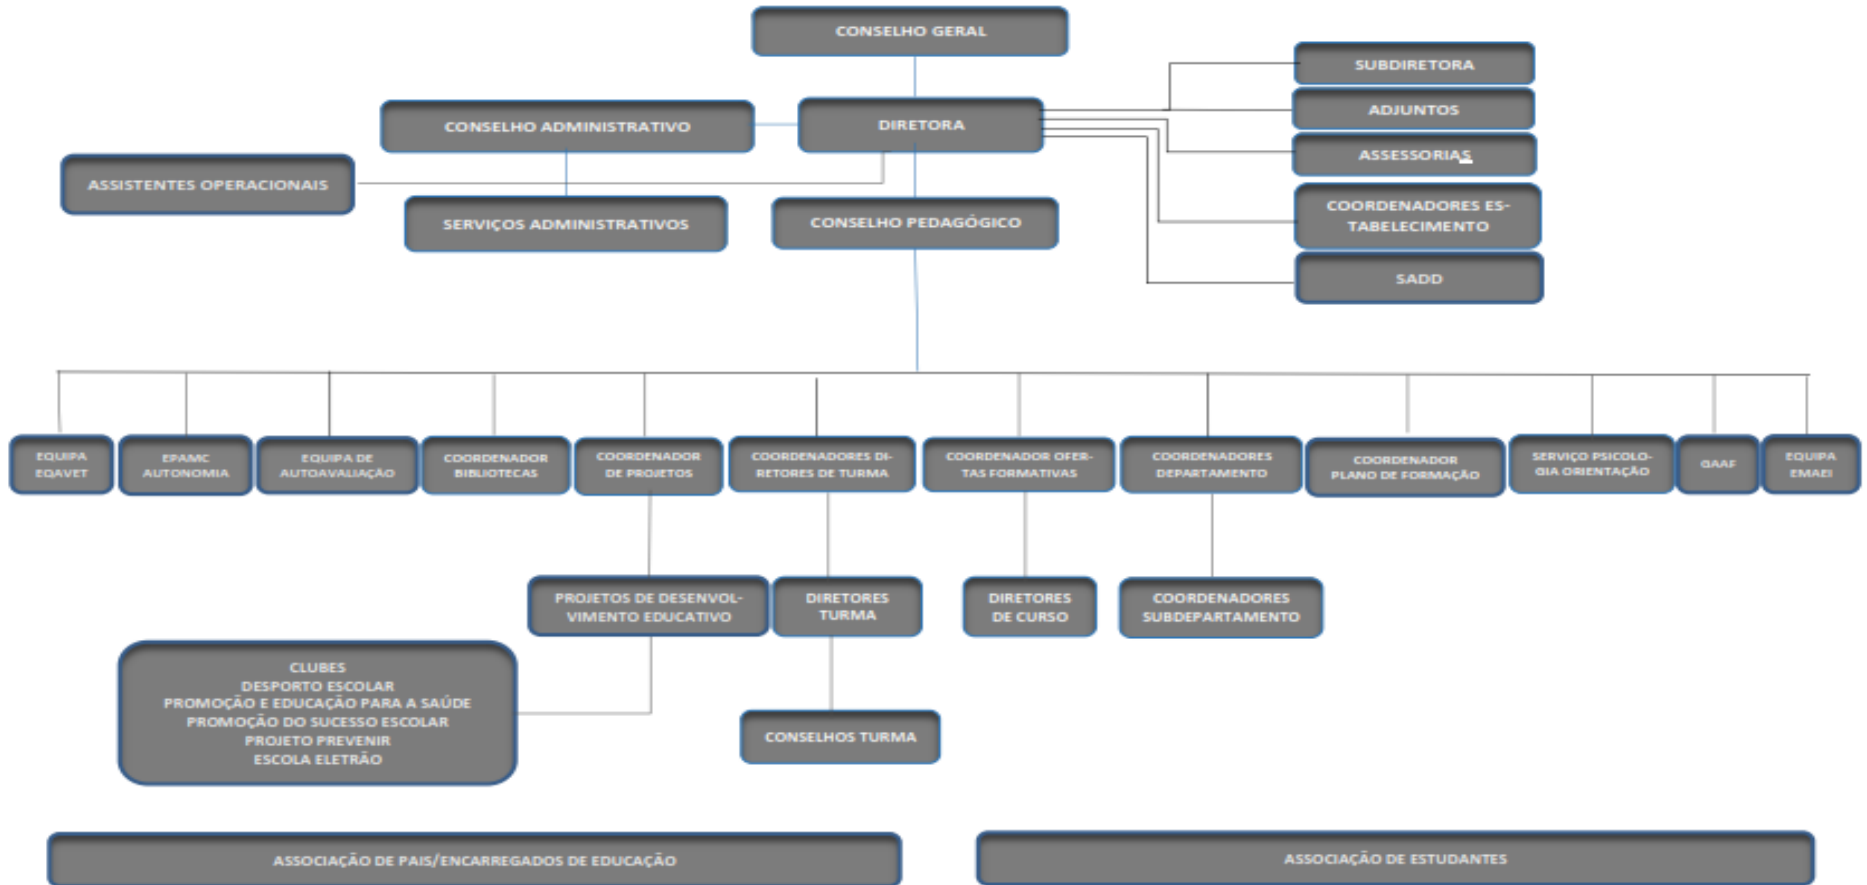 CONSELHO GERAL
SUBDIRETORA
ADJUNTOS
CONSELHO ADMINISTRATIVO
DIRETORA
ASSESSORIAS
ASSISTENTES OPERACIONAIS
SERVIÇOS ADMINISTRATIVOS
CONSELHO PEDAGÓGICO
COORDENADORES ES-
TABELECIMENTO
SADD
EQUIPA
EQAVET
EPAMC
AUTONOMIA
EQUIPA DE
AUTOAVALIAÇÃO
COORDENADOR
BIBLIOTECAS
COORDENADOR
DE PROJETOS
COORDENADORES DI-
RETORES DE TURMA
COORDENADOR OFER-
TAS FORMATIVAS
COORDENADORES
DEPARTAMENTO
COORDENADOR
PLANO DE FORMAÇÃO
SERVIÇO PSICOLO-
GIA ORIENTAÇÃO
GAAF
EQUIPA
EMAEI
PROJETOS DE DESENVOL-
VIMENTO EDUCATIVO
DIRETORES
TURMA
DIRETORES
DE CURSO
COORDENADORES
SUBDEPARTAMENTO
CLUBES
DESPORTO ESCOLAR
PROMOÇÃO E EDUCAÇÃO PARA A SAÚDE
PROMOÇÃO DO SUCESSO ESCOLAR
PROJETO PREVENIR
ESCOLA ELETRÃO
CONSELHOS TURMA
ASSOCIAÇÃO DE PAIS/ENCARREGADOS DE EDUCAÇÃO
ASSOCIAÇÃO DE ESTUDANTES